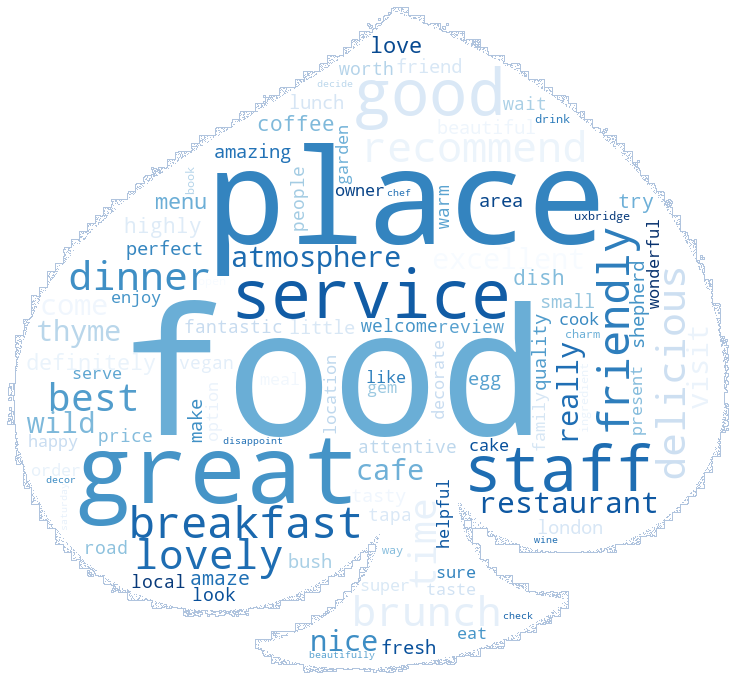 love
worth friend
decide
good
lunch
wait
drink
coffee
beautiful
recommend
garden
amazing
place
people
book
owner
chef
warm
area
try
menu
uxbridge
highly
wonderful
perfect
atmosphere
excellent
friendly
dinner
service
dish
shepherd
delicious
enjoy
come
small
thyme
fantastic
little
welcome
review
cook
charm
visit
definitely
vegan
food
quality
really
present
serve
meal
like
gem
egg
decorate
location
family
best
option
make
wild
price
happy
disappoint
attentive
cake
great
cafe
staff
order
decor
tasty
restaurant
saturday
breakfast
tapa
helpful
time
london
road
lovely
bush
way
wine
local
amaze
look
super
sure
taste
brunch
check
nice
fresh
eat
beautifully